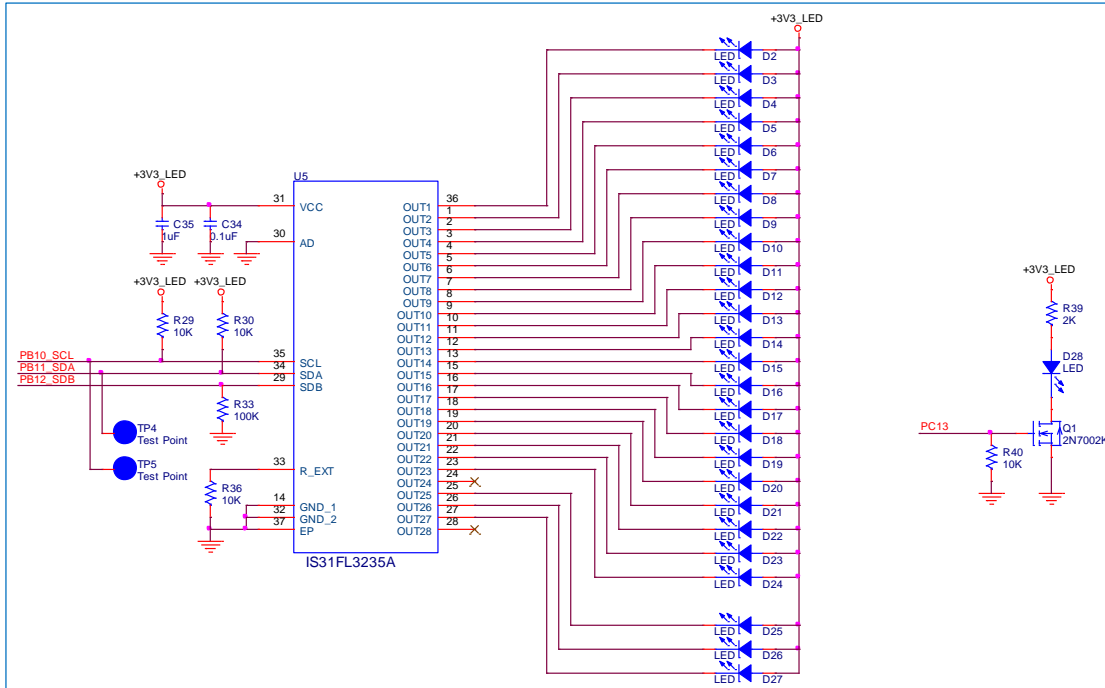 +3V3_LED
LED D2
LED D3
LED D4
LED D5
LED D6
LED D7
LED D8
LED D9
LED D10
LED D11
LED D12
LED D13
LED D14
LED D15
LED D16
LED D17
LED D18
LED D19
LED D20
LED D21
LED D22
LED D23
LED D24
LED D25
LED D26
LED D27
+3V3_LED
C35
1uF
C34
0.1uF
+3V3_LED
+3V3_LED
R29
10K
R30
10K
PB10_SCL
PB11_SDA
PB12_SDB
R33
100K
TP4
Test Point
TP5
Test Point
R36
10K
U5
31 VCC
30 AD
35 SCL
34 SDA
29 SDB
33 R_EXT
14 GND_1
32 GND_2
37 EP
OUT1 36
OUT2 1
OUT3 2
OUT4 3
OUT5 4
OUT6 5
OUT7 6
OUT8 7
OUT9 8
OUT10 9
OUT11 10
OUT12 11
OUT13 12
OUT14 13
OUT15 15
OUT16 16
OUT17 17
OUT18 18
OUT19 19
OUT20 20
OUT21 21
OUT22 22
OUT23 23
OUT24 24
OUT25 25
OUT26 26
OUT27 27
OUT28 28
IS31FL3235A
+3V3_LED
R39
2K
D28
LED
PC13
R40
10K
Q1
2N7002K